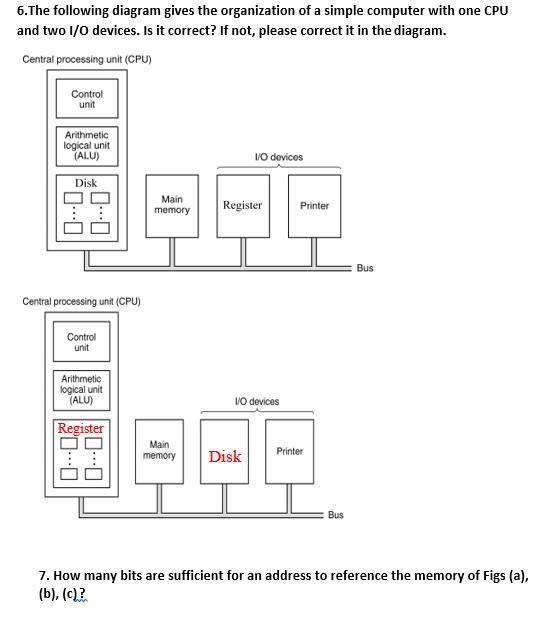 6.The following diagram gives the organization of a simple computer with one CPU
and two I/O devices. Is it correct? If not, please correct it in the diagram.
Central processing unit (CPU)
Control
unit
Arithmetic
logical unit
(ALU)
Disk
I/O devices
Main
memory
Register
Printer
Bus
Central processing unit (CPU)
Control
unit
Arithmetic
logical unit
(ALU)
Register
I/O devices
Main
memory
Disk
Printer
Bus
7. How many bits are sufficient for an address to reference the memory of Figs (a),
(b), (c)?